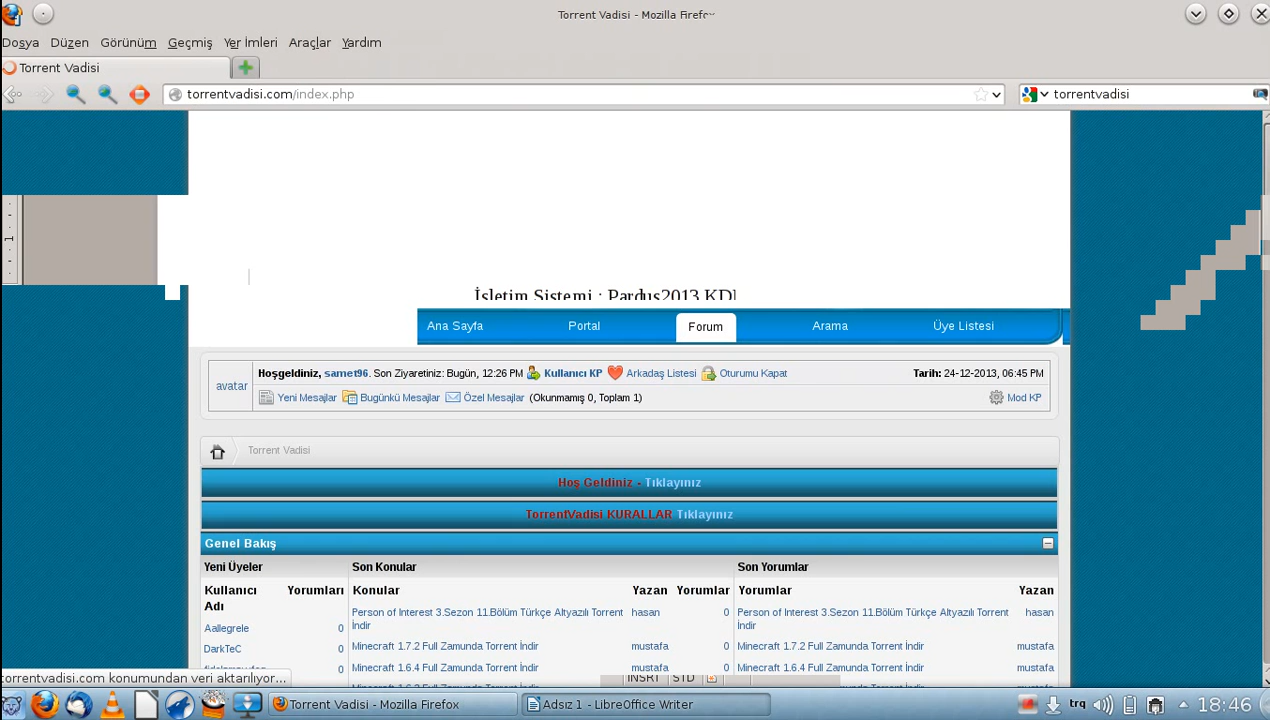 Torrent Vadisi - Mozilla Firefox
Dosya Düzen Görünüm Geçmiş Yer İmleri Araçlar Yardım
Torrent Vadisi
torrentvadisi.com/index.php
torrentvadisi
1
İşletim Sistemi : Pardus2013 KD
Ana Sayfa Portal Forum Arama Üye Listesi
avatar
Hoşgeldiniz, samet96. Son Ziyaretiniz: Bugün, 12:26 PM Kullanıcı KP Arkadaş Listesi Oturumu Kapat Tarih: 24-12-2013, 06:45 PM
Yeni Mesajlar Bugünkü Mesajlar Özel Mesajlar (Okunmamış 0, Toplam 1) Mod KP
Torrent Vadisi
Hoş Geldiniz - Tıklayınız
TorrentVadisi KURALLAR Tıklayınız
Genel Bakış
Yeni Üyeler Son Konular Son Yorumlar
Kullanıcı Adı Yorumları Konular Yazan Yorumlar Yorumlar Yazan
Person of Interest 3.Sezon 11.Bölüm Türkçe Altyazılı Torrent İndir hasan 0 Person of Interest 3.Sezon 11.Bölüm Türkçe Altyazılı Torrent İndir hasan
Aallegrele 0
DarkTeC 0 Minecraft 1.7.2 Full Zamunda Torrent İndir mustafa 0 Minecraft 1.7.2 Full Zamunda Torrent İndir mustafa
0 Minecraft 1.6.4 Full Zamunda Torrent İndir mustafa 0 Minecraft 1.6.4 Full Zamunda Torrent İndir mustafa
torrentvadisi.com konumundan veri aktarılıyor...
INSRT STD
Torrent Vadisi - Mozilla Firefox Adsız 1 - LibreOffice Writer trq 18:46